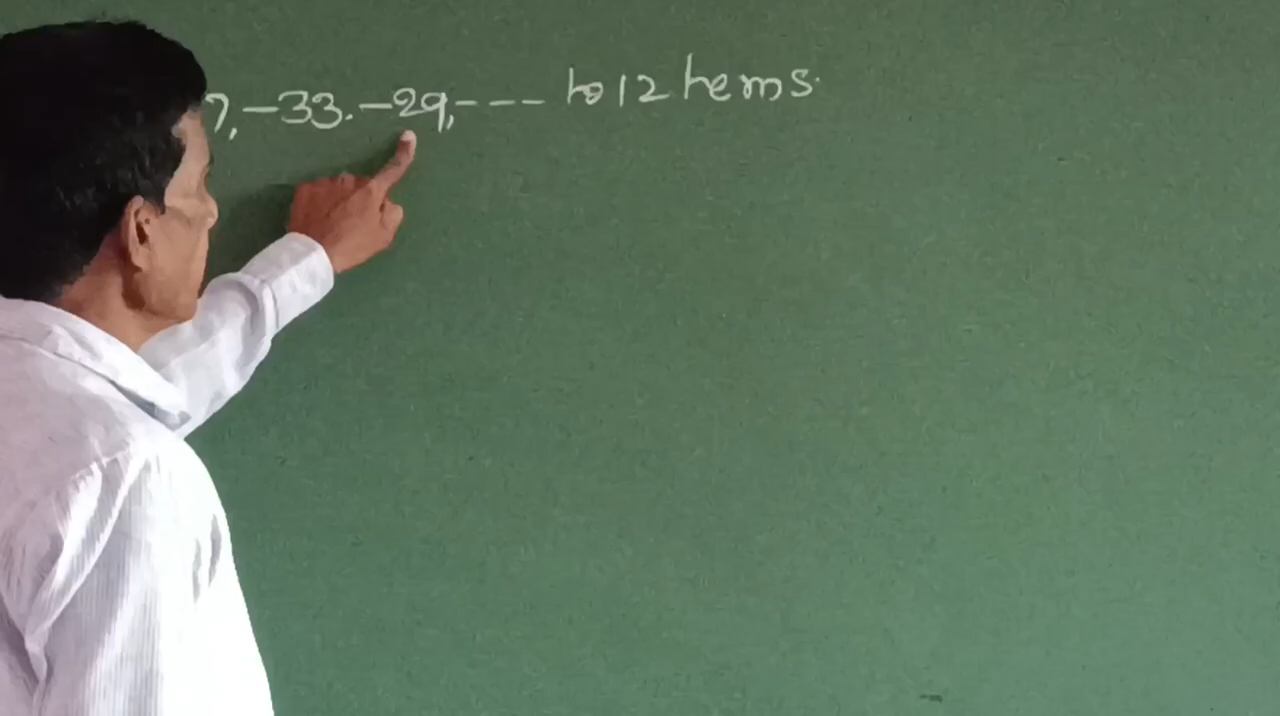 7, -33. -29, --- to 12 terms.